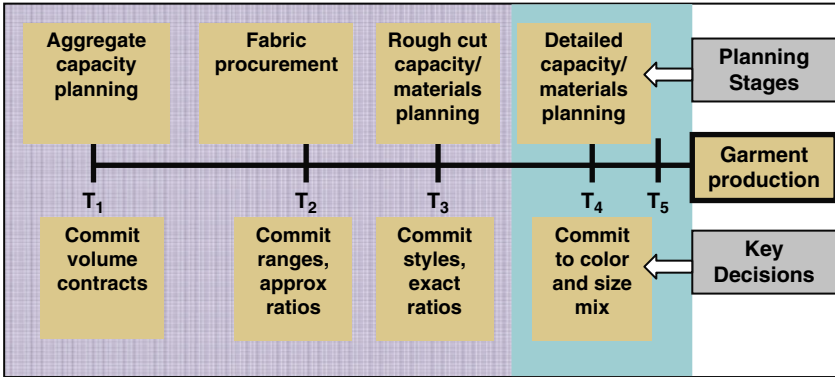 Aggregate
capacity
planning
Fabric
procurement
Rough cut
capacity/
materials
planning
Detailed
capacity/
materials
planning
Planning
Stages
Garment
production
T1
T2
T3
T4
T5
Commit
volume
contracts
Commit
ranges,
approx
ratios
Commit
styles,
exact
ratios
Commit
to color
and size
mix
Key
Decisions